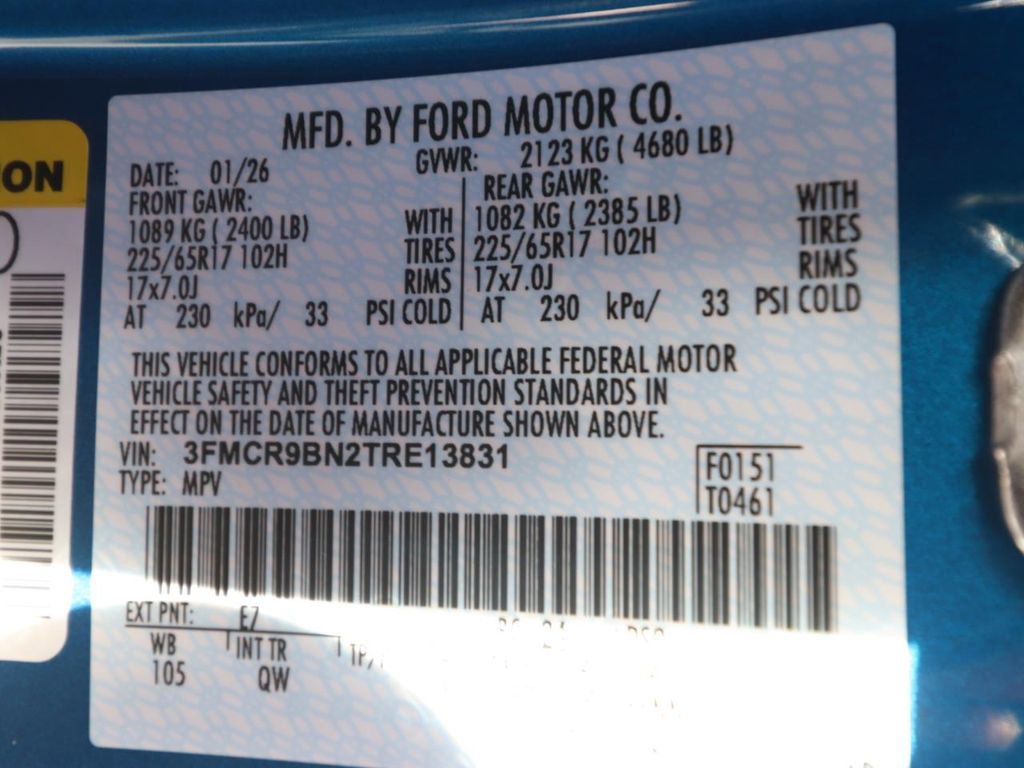 ON
MFD. BY FORD MOTOR CO.
DATE: 01/26 GVWR: 2123 KG ( 4680 LB)
FRONT GAWR: REAR GAWR:
1089 KG ( 2400 LB) WITH 1082 KG ( 2385 LB) WITH
225/65R17 102H TIRES 225/65R17 102H TIRES
17x7.0J RIMS 17x7.0J RIMS
AT 230 kPa/ 33 PSI COLD AT 230 kPa/ 33 PSI COLD
THIS VEHICLE CONFORMS TO ALL APPLICABLE FEDERAL MOTOR
VEHICLE SAFETY AND THEFT PREVENTION STANDARDS IN
EFFECT ON THE DATE OF MANUFACTURE SHOWN ABOVE.
VIN: 3FMCR9BN2TRE13831 F0151
TYPE: MPV T0461
EXT PNT: E7
WB INT TR TP/
105 QW